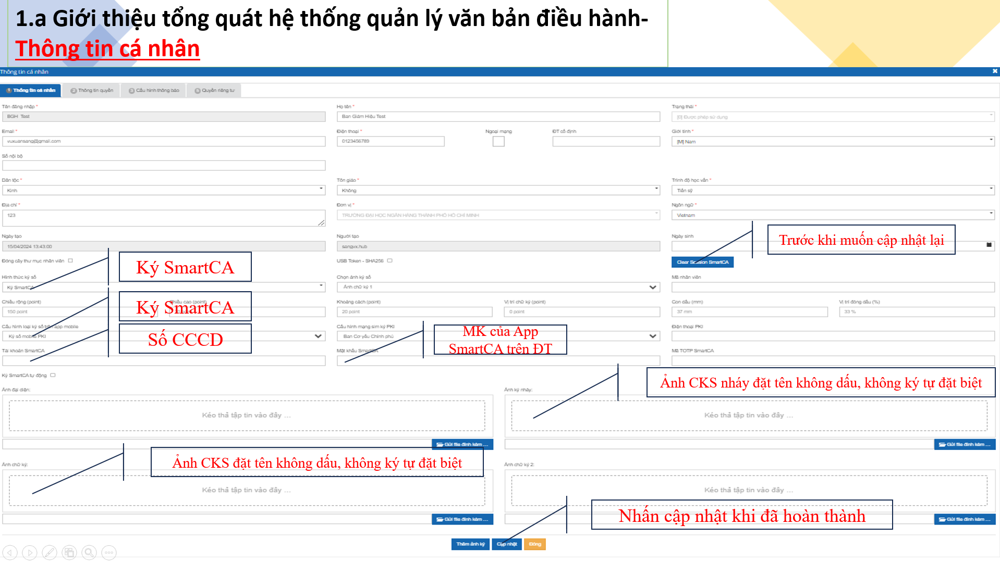 1.a Giới thiệu tổng quát hệ thống quản lý văn bản điều hành-
Thông tin cá nhân
Thông tin cá nhân
1 Thông tin cá nhân
2 Thông tin quyền
3 Cấu hình thông báo
Quyền riêng tư
Tên đăng nhập *
Họ tên *
Trạng thái *
BGH Test
Ban Giám Hiệu Test
[0] Được phép sử dụng
Email *
Điện thoại *
Ngoại mạng
ĐT cố định
Giới tính *
vuxuansang@gmail.com
0123456789
[M] Nam
Số nội bộ
Dân tộc *
Tôn giáo *
Trình độ học vấn *
Kinh
Không
Tiến sỹ
Địa chỉ *
Đơn vị *
Ngôn ngữ *
123
TRƯỜNG ĐẠI HỌC NGÂN HÀNG THÀNH PHỐ HỒ CHÍ MINH
Vietnam
Ngày tạo
Người tạo
Ngày sinh
Trước khi muốn cập nhật lại
15/04/2024 13:43:00
sangvx.hub
Đóng cây thư mục nhân viên
USB Token - SHA256
Clear Session SmartCA
Ký SmartCA
Hình thức ký số
Chọn ảnh ký số
Mã nhân viên
Ký SmartCA
Ảnh chữ ký 1
Chiều rộng (point)
Chiều cao (point)
Khoảng cách (point)
Vị trí chữ ký (point)
Con dấu (mm)
Vị trí đóng dấu (%)
Ký SmartCA
150 point
20 point
0 point
37 mm
33 %
Cấu hình loại ký số trên app mobile
Cấu hình mạng sim ký PKI
Điện thoại PKI
Ký số mobile PKI
Ban Cơ yếu Chính phủ
Số CCCD
MK của App
SmartCA trên ĐT
Tài khoản SmartCA
Mật khẩu SmartCA
Mã TOTP SmartCA
Ký SmartCA tự động
Ảnh CKS nháy đặt tên không dấu, không ký tự đặt biệt
Ảnh đại diện:
Ảnh ký nháy:
Kéo thả tập tin vào đây ...
Kéo thả tập tin vào đây ...
Gửi file đính kèm ...
Gửi file đính kèm ...
Ảnh CKS đặt tên không dấu, không ký tự đặt biệt
Ảnh chữ ký:
Ảnh chữ ký 2:
Kéo thả tập tin vào đây ...
Kéo thả tập tin vào đây ...
Nhấn cập nhật khi đã hoàn thành
Gửi file đính kèm ...
Gửi file đính kèm ...
Thêm ảnh ký
Cập nhật
Đóng